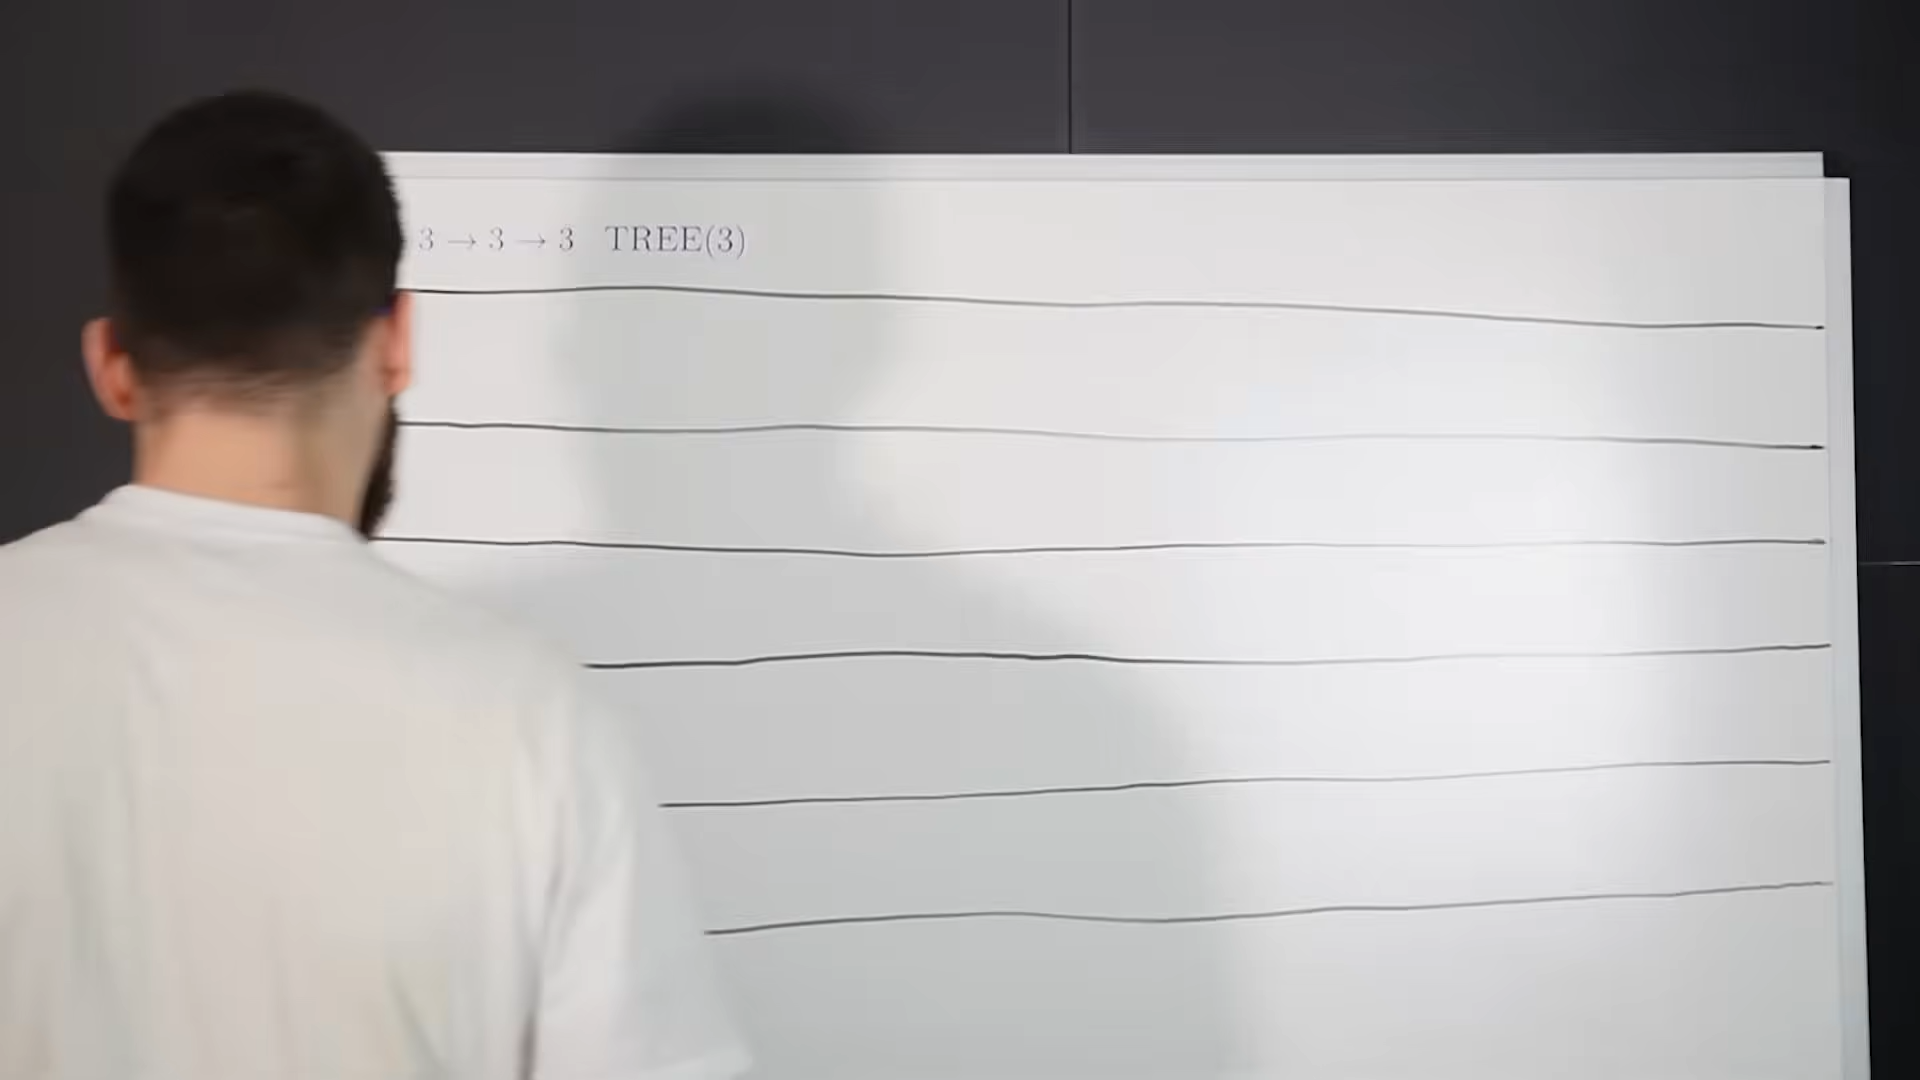 3 → 3 → 3 TREE(3)